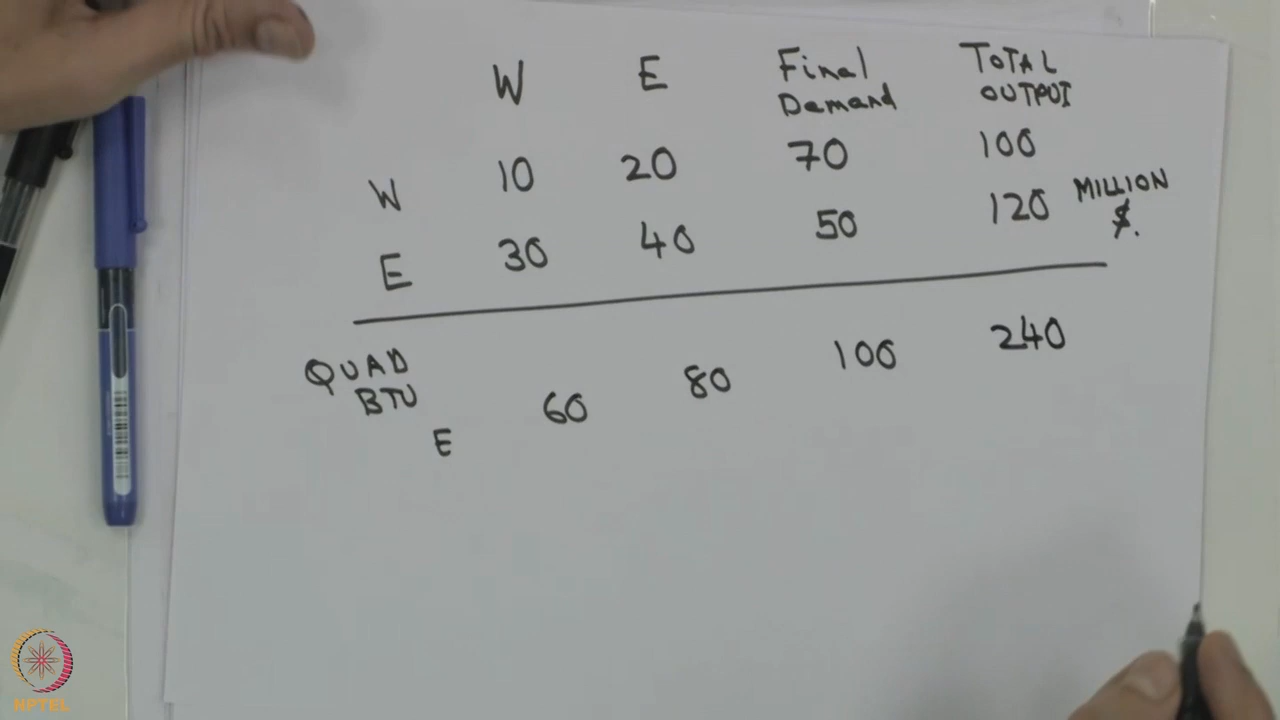 W E Final Demand TOTAL OUTPUT
W 10 20 70 100
E 30 40 50 120 MILLION $.
QUAD BTU
E 60 80 100 240
NPTEL